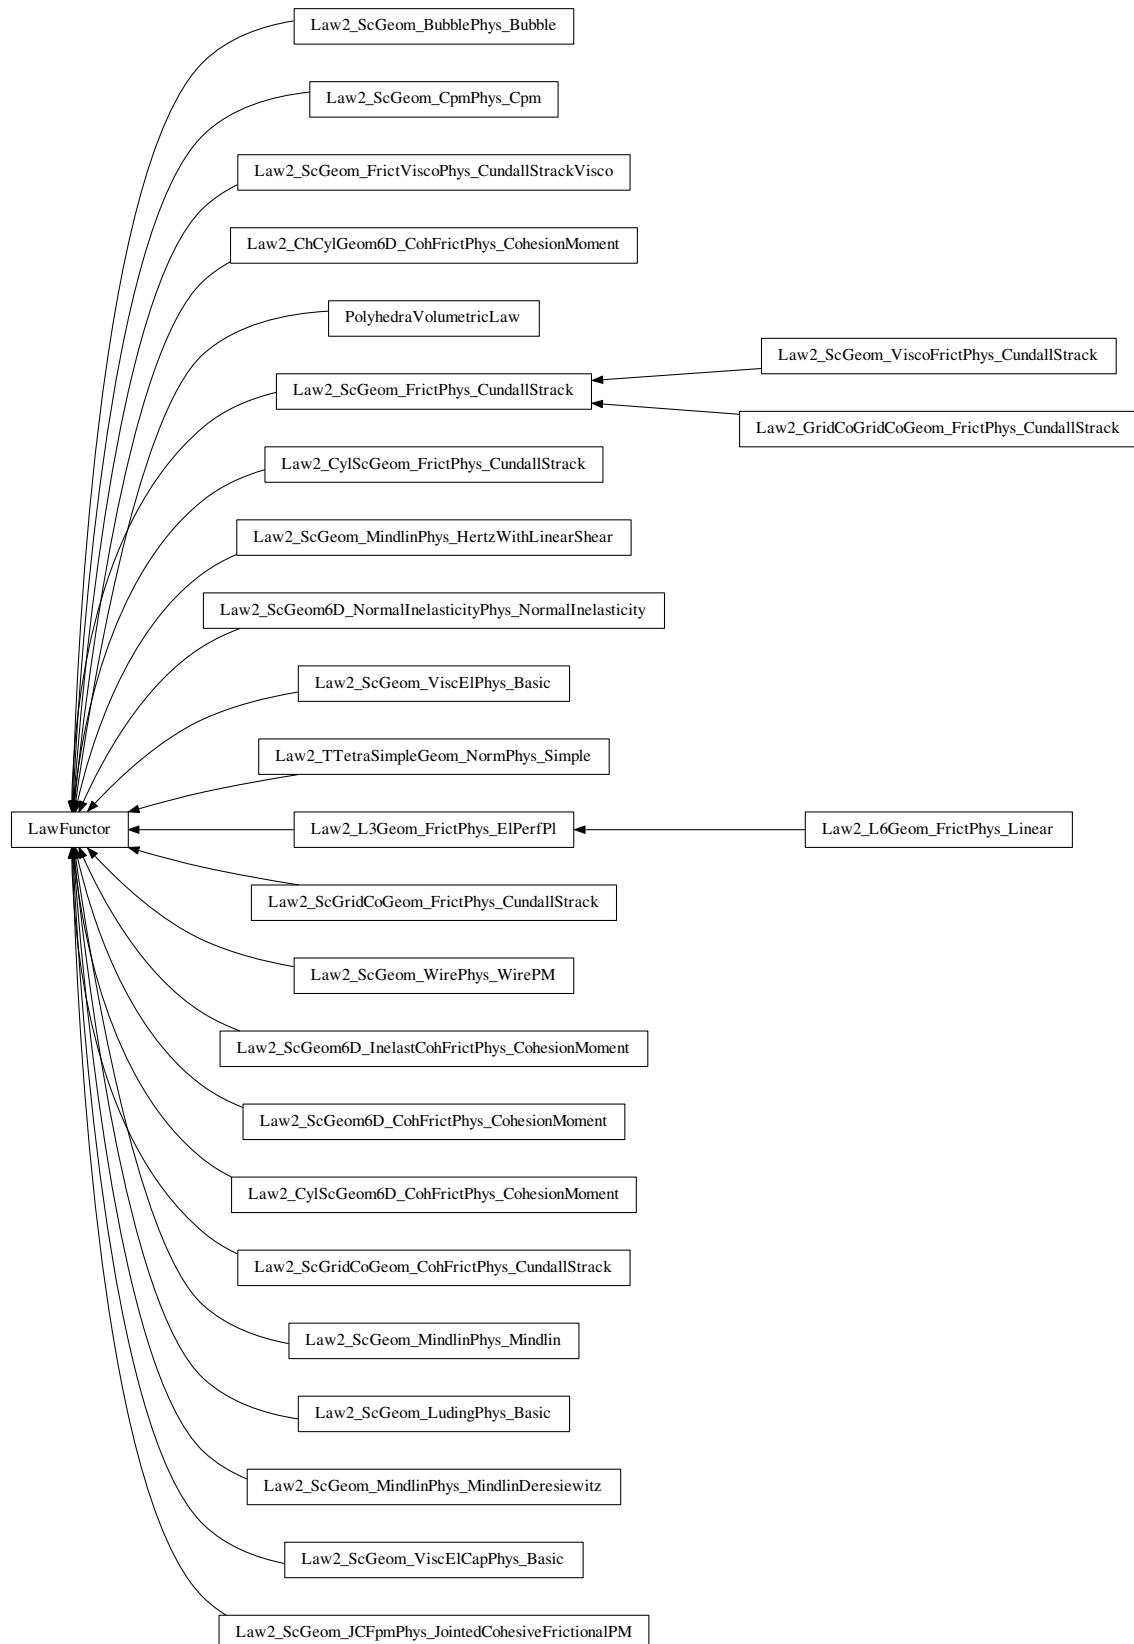 Law2_ScGeom_BubblePhys_Bubble
Law2_ScGeom_CpmPhys_Cpm
Law2_ScGeom_FrictViscoPhys_CundallStrackVisco
Law2_ChCylGeom6D_CohFrictPhys_CohesionMoment
PolyhedraVolumetricLaw
Law2_ScGeom_ViscoFrictPhys_CundallStrack
Law2_ScGeom_FrictPhys_CundallStrack
Law2_GridCoGridCoGeom_FrictPhys_CundallStrack
Law2_CylScGeom_FrictPhys_CundallStrack
Law2_ScGeom_MindlinPhys_HertzWithLinearShear
Law2_ScGeom6D_NormalInelasticityPhys_NormalInelasticity
Law2_ScGeom_ViscElPhys_Basic
Law2_TTetraSimpleGeom_NormPhys_Simple
LawFunctor
Law2_L3Geom_FrictPhys_ElPerfPl
Law2_L6Geom_FrictPhys_Linear
Law2_ScGridCoGeom_FrictPhys_CundallStrack
Law2_ScGeom_WirePhys_WirePM
Law2_ScGeom6D_InelastCohFrictPhys_CohesionMoment
Law2_ScGeom6D_CohFrictPhys_CohesionMoment
Law2_CylScGeom6D_CohFrictPhys_CohesionMoment
Law2_ScGridCoGeom_CohFrictPhys_CundallStrack
Law2_ScGeom_MindlinPhys_Mindlin
Law2_ScGeom_LudingPhys_Basic
Law2_ScGeom_MindlinPhys_MindlinDeresiewitz
Law2_ScGeom_ViscElCapPhys_Basic
Law2_ScGeom_JCFpmPhys_JointedCohesiveFrictionalPM